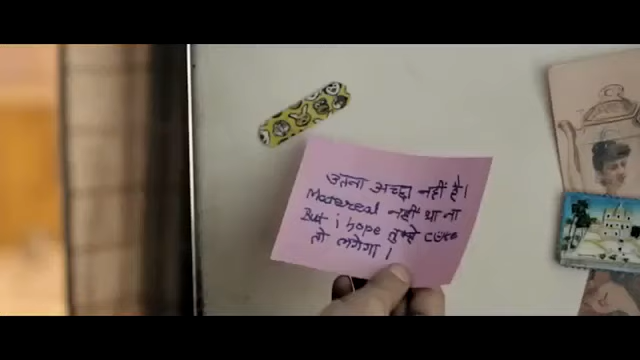 उतना अच्छा नहीं है।
Matereal नहीं था ना
But i hope तुम्हे cute
तो लगेगा।